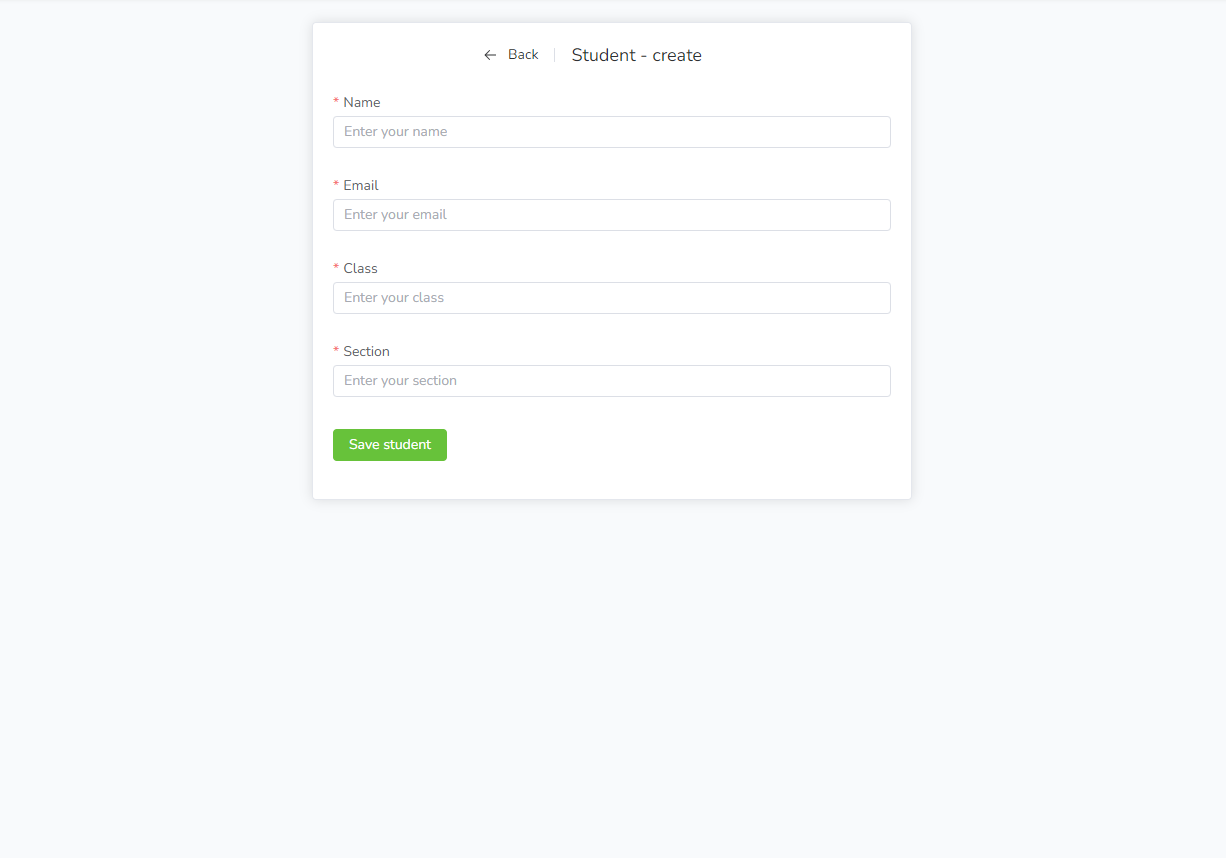 ← Back Student - create
* Name
Enter your name
* Email
Enter your email
* Class
Enter your class
* Section
Enter your section
Save student